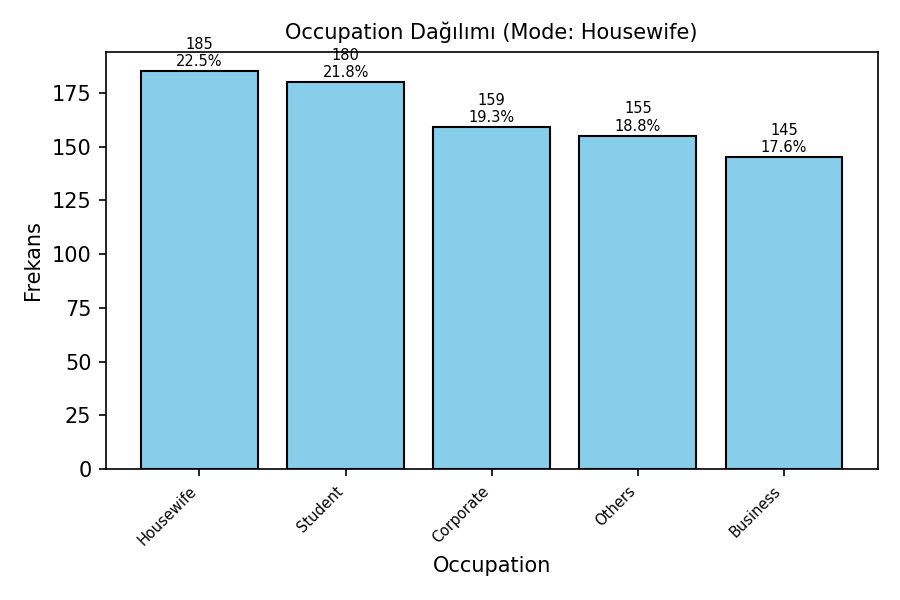 Occupation Dağılımı (Mode: Housewife)
185
22.5%
180
21.8%
159
19.3%
155
18.8%
145
17.6%
Frekans
175
150
125
100
75
50
25
0
Housewife
Student
Corporate
Others
Business
Occupation